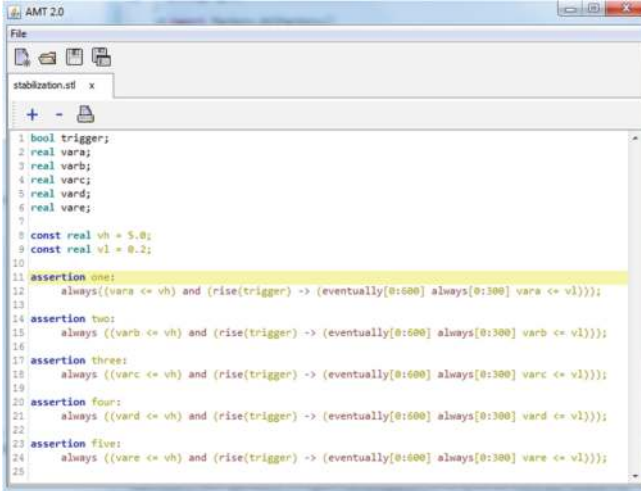 AMT 2.0
File
stabilization.stl x
+ -
1 bool trigger;
2 real vara;
3 real varb;
4 real varc;
5 real vard;
6 real vare;
7
8 const real vh = 5.0;
9 const real vl = 0.2;
10
11 assertion one:
12 always((vara <= vh) and (rise(trigger) -> (eventually[0:600] always[0:300] vara <= vl)));
13
14 assertion two:
15 always ((varb <= vh) and (rise(trigger) -> (eventually[0:600] always[0:300] varb <= vl)));
16
17 assertion three:
18 always ((varc <= vh) and (rise(trigger) -> (eventually[0:600] always[0:300] varc <= vl)));
19
20 assertion four:
21 always ((vard <= vh) and (rise(trigger) -> (eventually[0:600] always[0:300] vard <= vl)));
22
23 assertion five:
24 always ((vare <= vh) and (rise(trigger) -> (eventually[0:600] always[0:300] vare <= vl)));
25